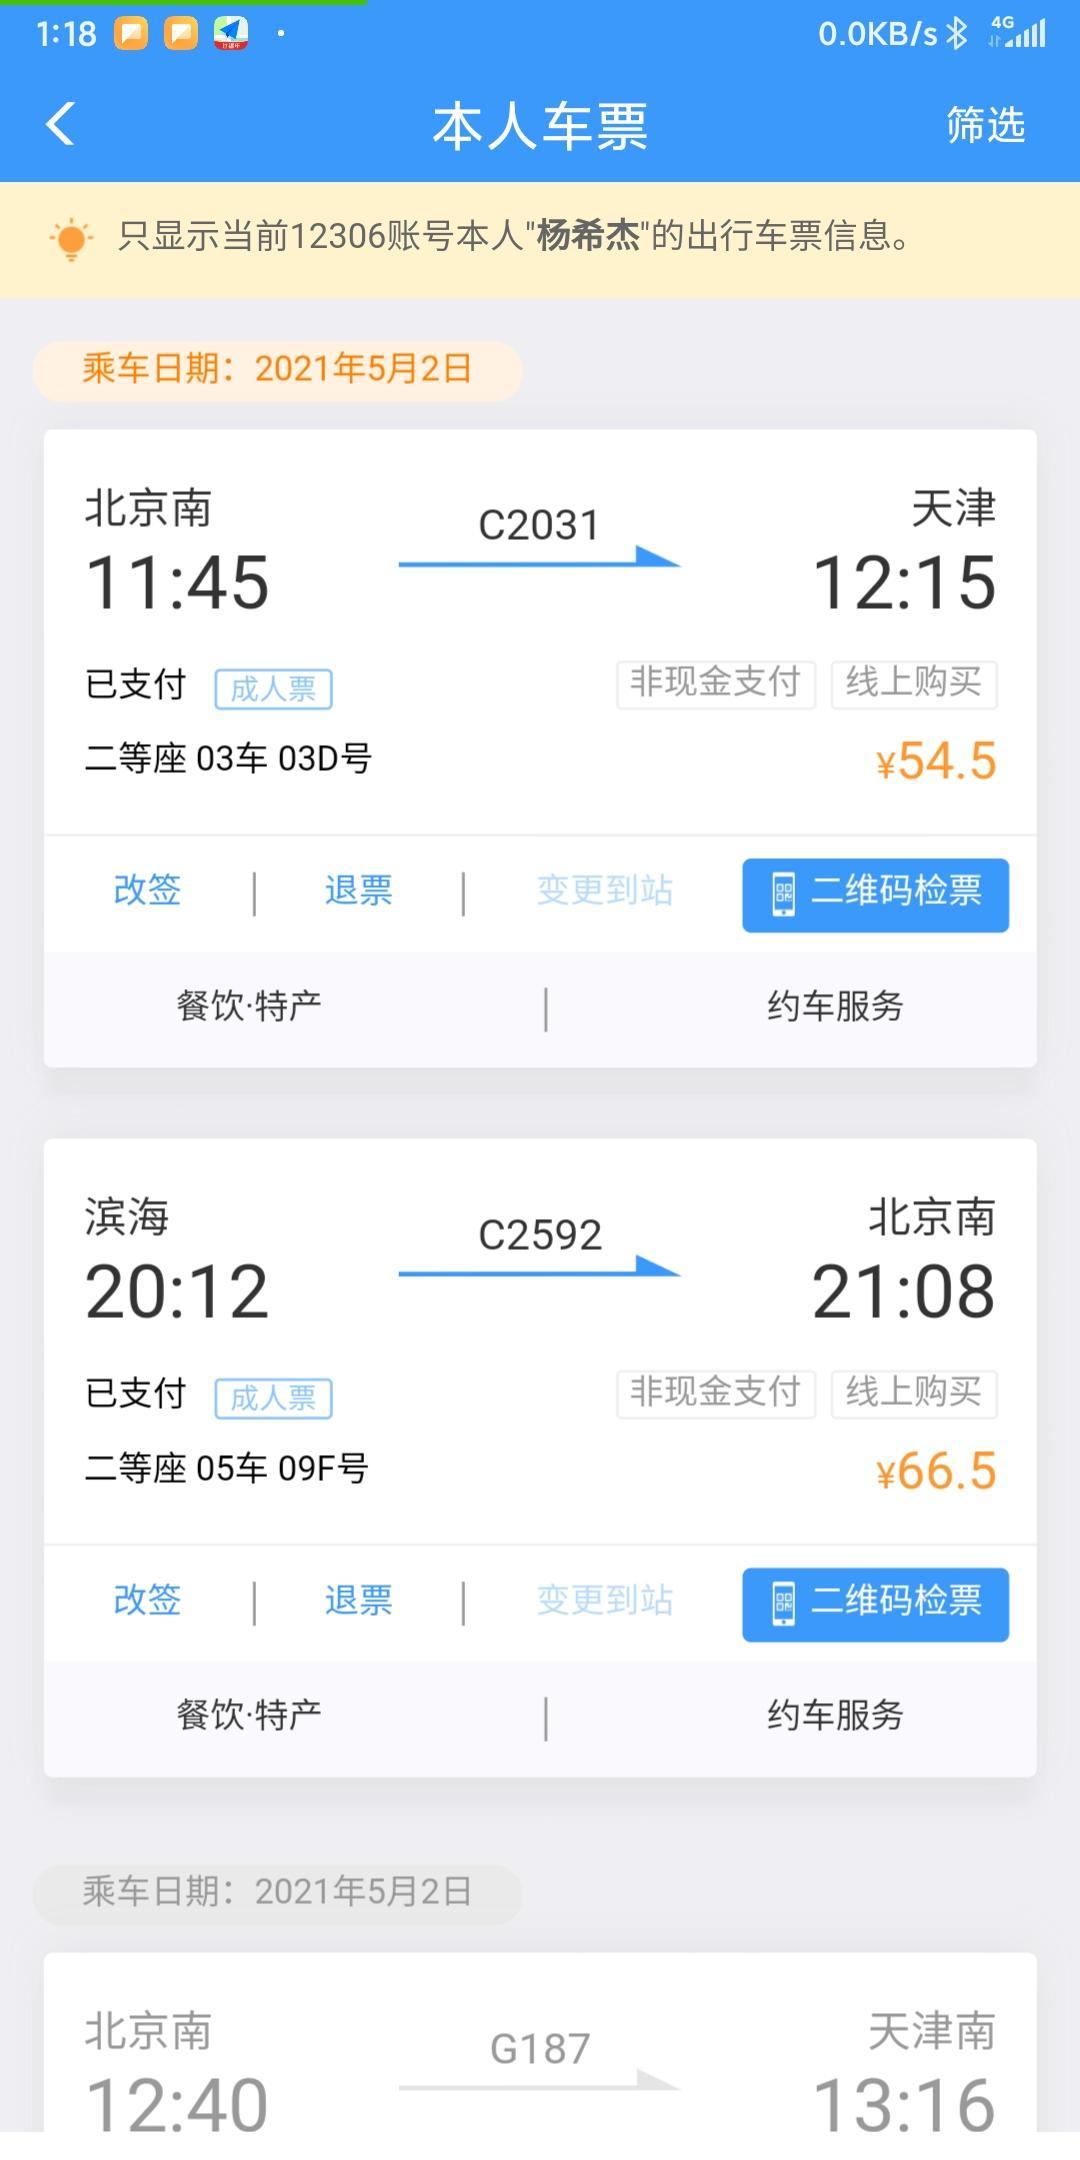 1:18
0.0KB/s 4G
本人车票
筛选
只显示当前12306账号本人"杨希杰"的出行车票信息。
乘车日期：2021年5月2日
北京南 C2031 天津
11:45 12:15
已支付 成人票 非现金支付 线上购买
二等座 03车 03D号 ¥54.5
改签 | 退票 | 变更到站 二维码检票
餐饮·特产 | 约车服务
滨海 C2592 北京南
20:12 21:08
已支付 成人票 非现金支付 线上购买
二等座 05车 09F号 ¥66.5
改签 | 退票 | 变更到站 二维码检票
餐饮·特产 | 约车服务
乘车日期：2021年5月2日
北京南 G187 天津南
12:40 13:16